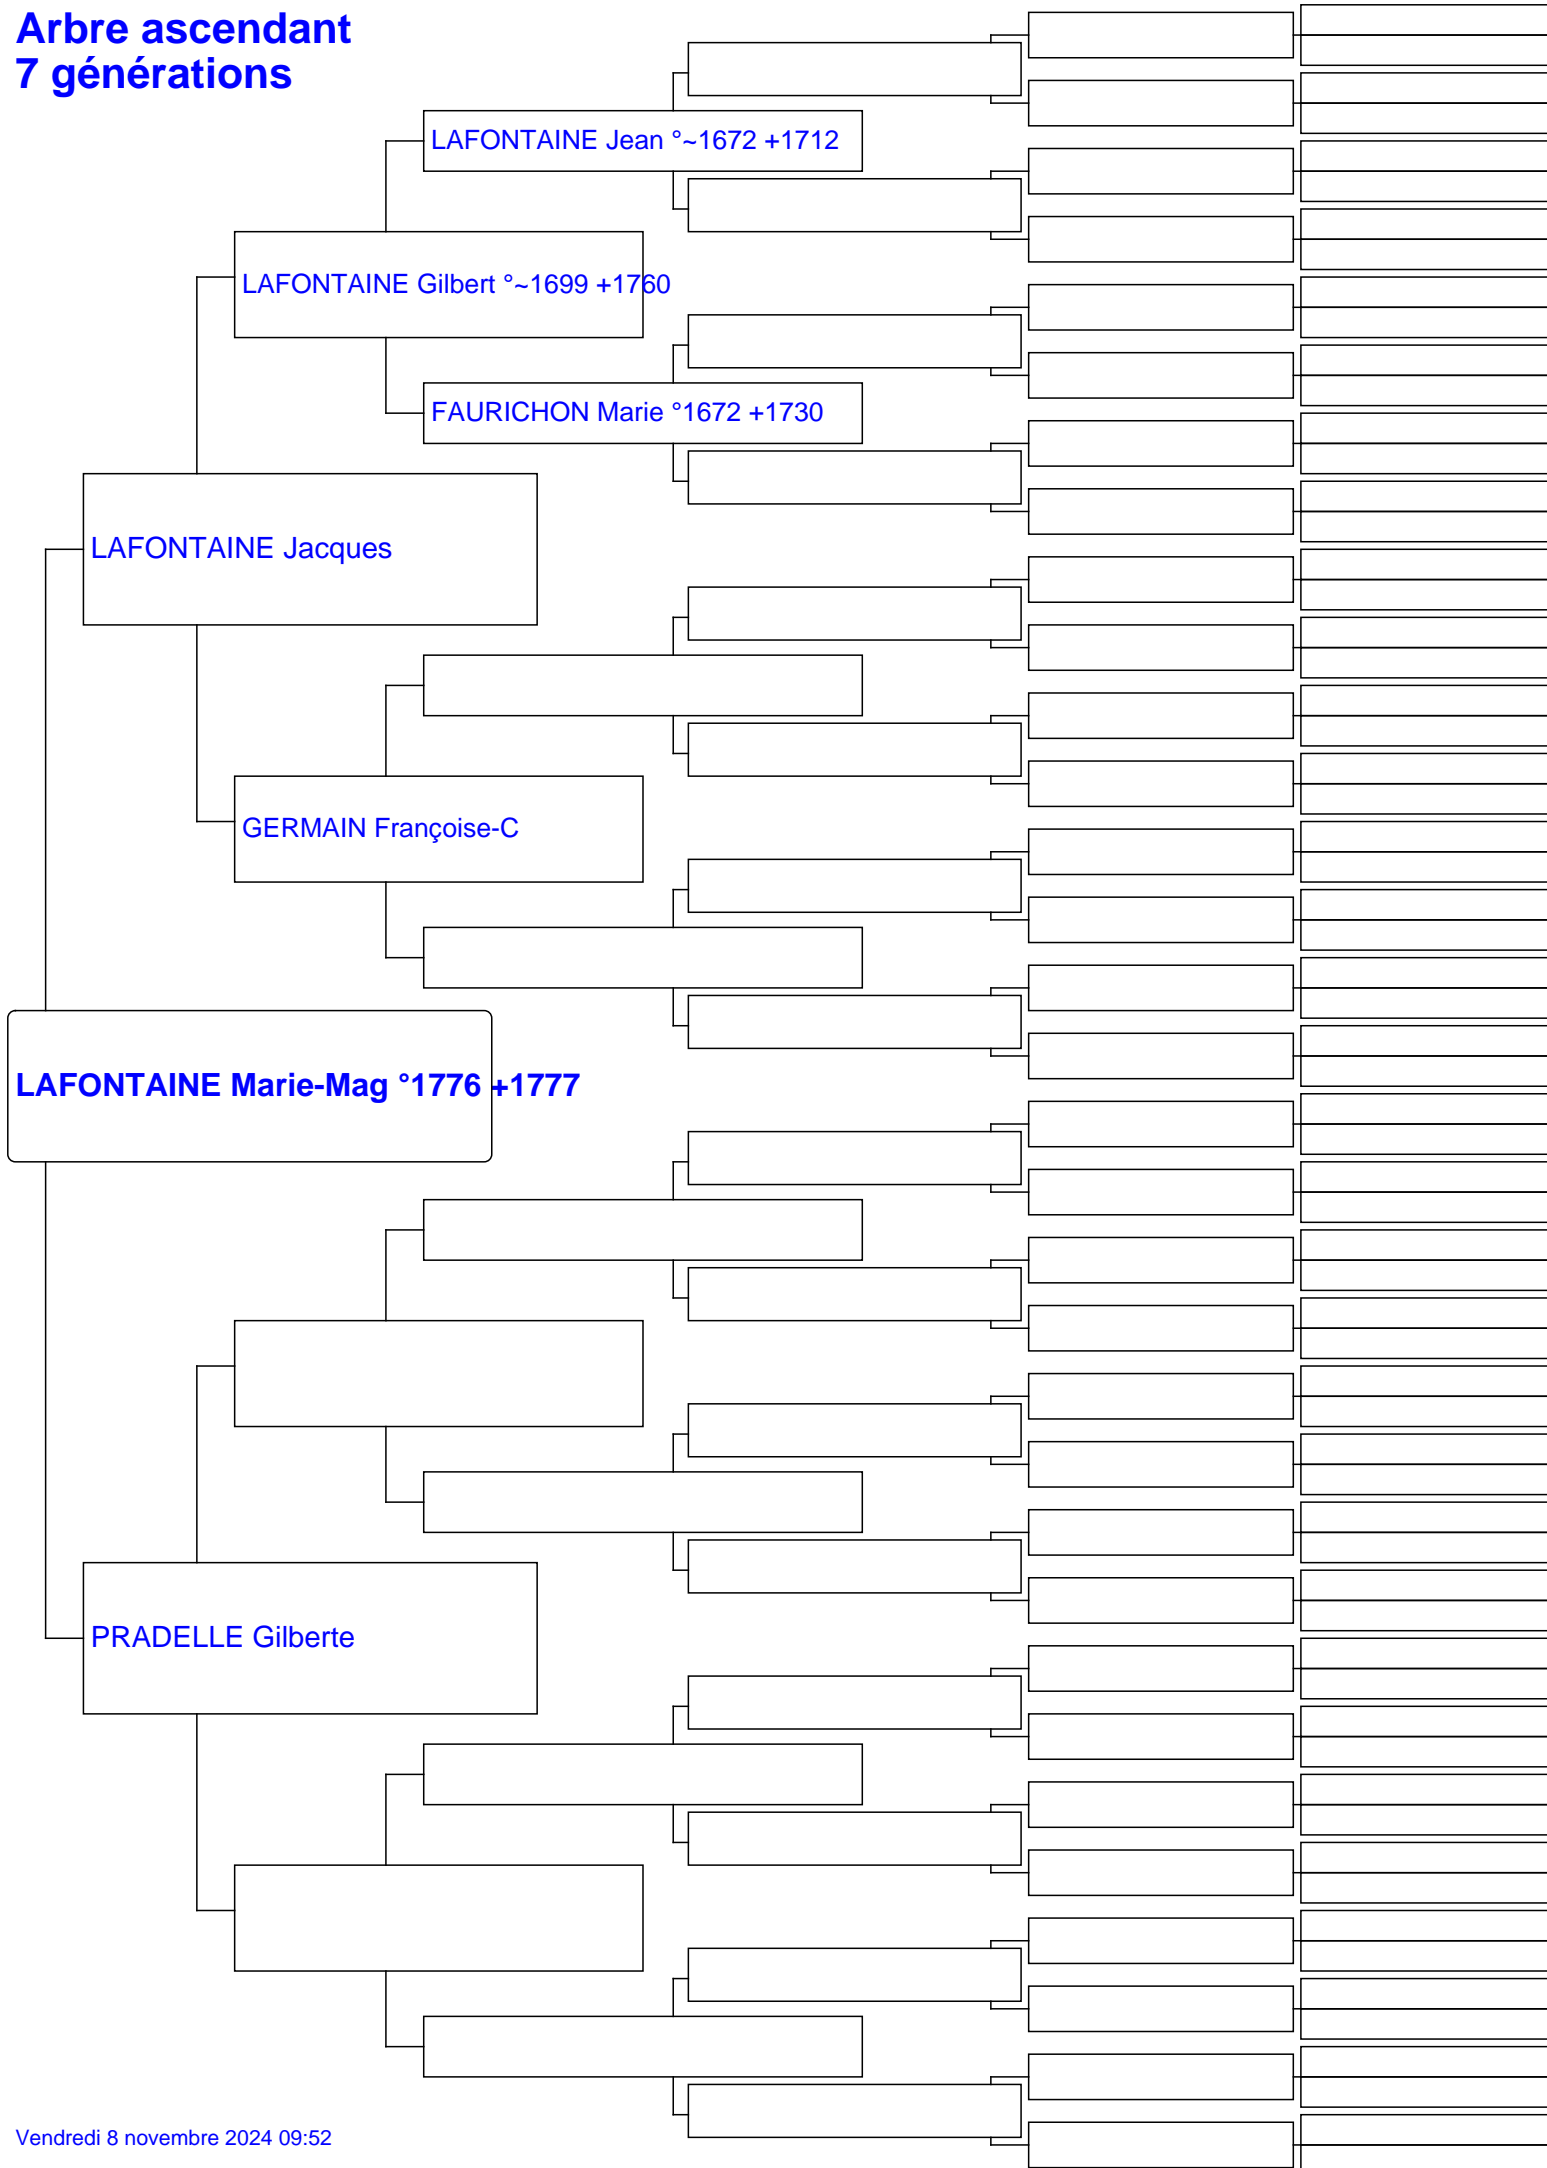 Arbre ascendant
7 générations
LAFONTAINE Jean °~1672 +1712
LAFONTAINE Gilbert °~1699 +1760
FAURICHON Marie °1672 +1730
LAFONTAINE Jacques
GERMAIN Françoise-C
LAFONTAINE Marie-Mag °1776 +1777
PRADELLE Gilberte
Vendredi 8 novembre 2024 09:52